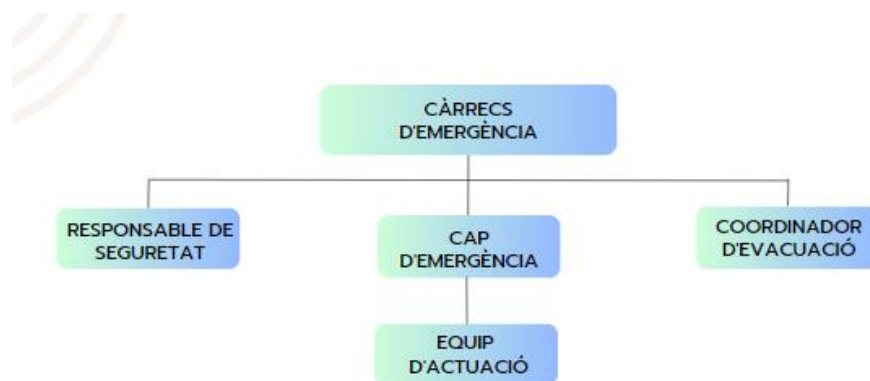 CÀRRECS
D'EMERGÈNCIA
RESPONSABLE DE
SEGURETAT
CAP
D'EMERGÈNCIA
COORDINADOR
D'EVACUACIÓ
EQUIP
D'ACTUACIÓ